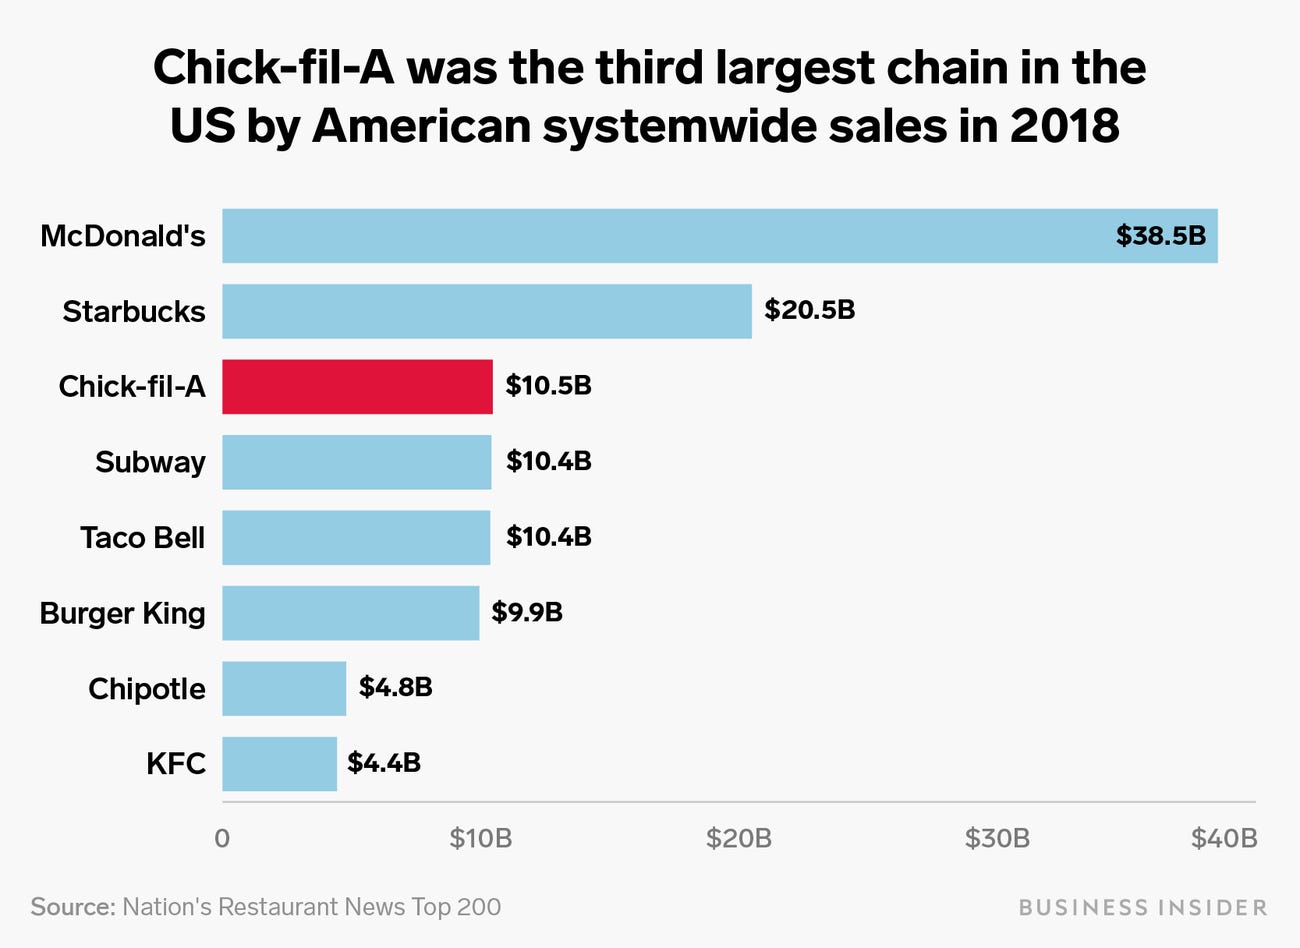 Chick-fil-A was the third largest chain in the
US by American systemwide sales in 2018
McDonald's $38.5B
Starbucks $20.5B
Chick-fil-A $10.5B
Subway $10.4B
Taco Bell $10.4B
Burger King $9.9B
Chipotle $4.8B
KFC $4.4B
0 $10B $20B $30B $40B
Source: Nation's Restaurant News Top 200 BUSINESS INSIDER